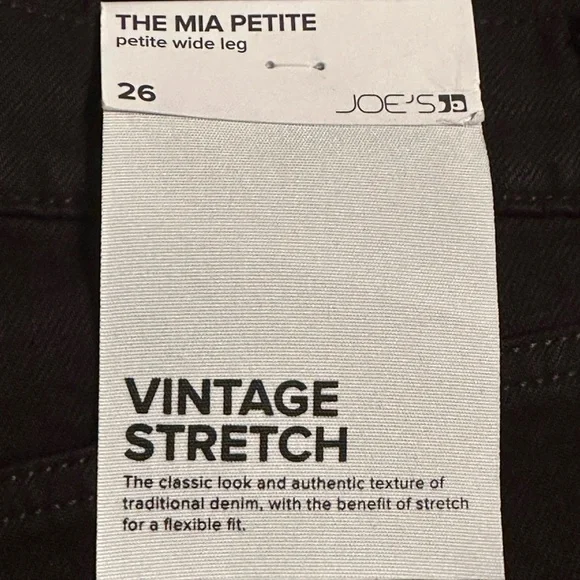 THE MIA PETITE
petite wide leg
26
JOE'S
VINTAGE
STRETCH
The classic look and authentic texture of
traditional denim, with the benefit of stretch
for a flexible fit.